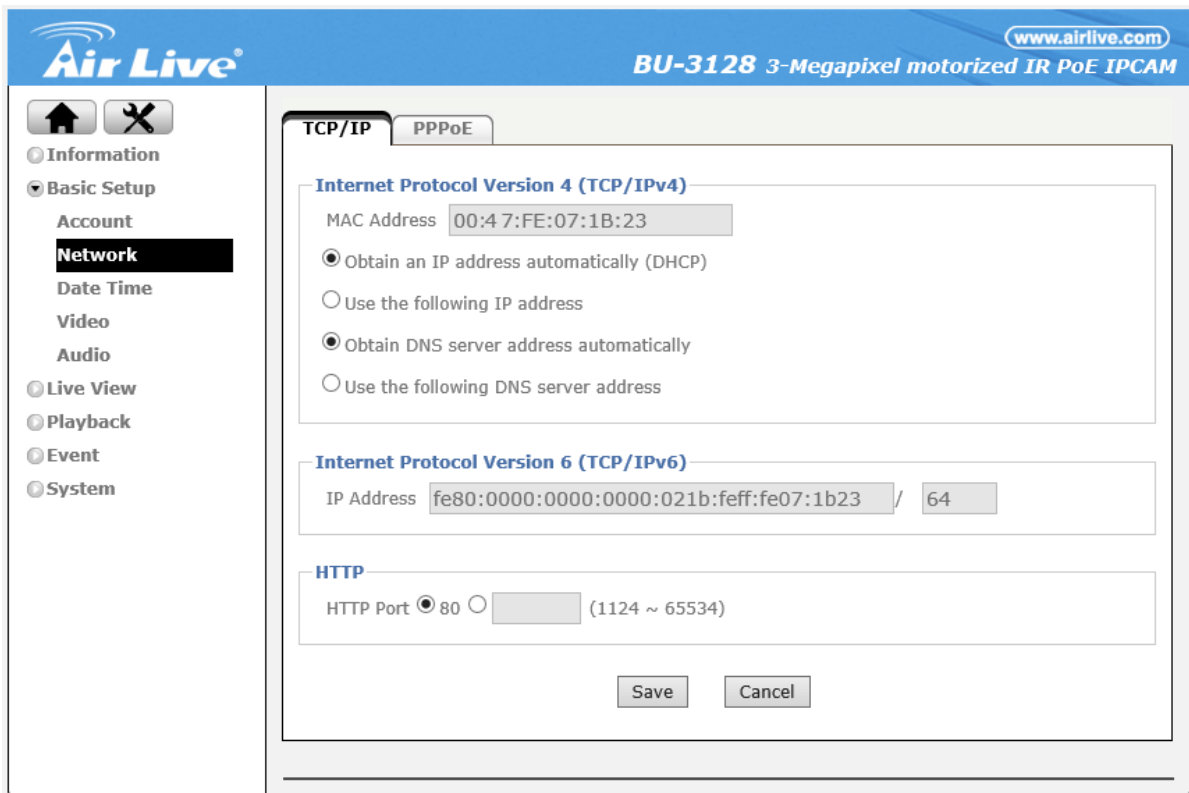 Air Live®
www.airlive.com
BU-3128 3-Megapixel motorized IR PoE IPCAM
Information
Basic Setup
Account
Network
Date Time
Video
Audio
Live View
Playback
Event
System
TCP/IP PPPoE
Internet Protocol Version 4 (TCP/IPv4)
MAC Address 00:4 7:FE:07:1B:23
Obtain an IP address automatically (DHCP)
Use the following IP address
Obtain DNS server address automatically
Use the following DNS server address
Internet Protocol Version 6 (TCP/IPv6)
IP Address fe80:0000:0000:0000:021b:feff:fe07:1b23 / 64
HTTP
HTTP Port 80 (1124 ~ 65534)
Save Cancel